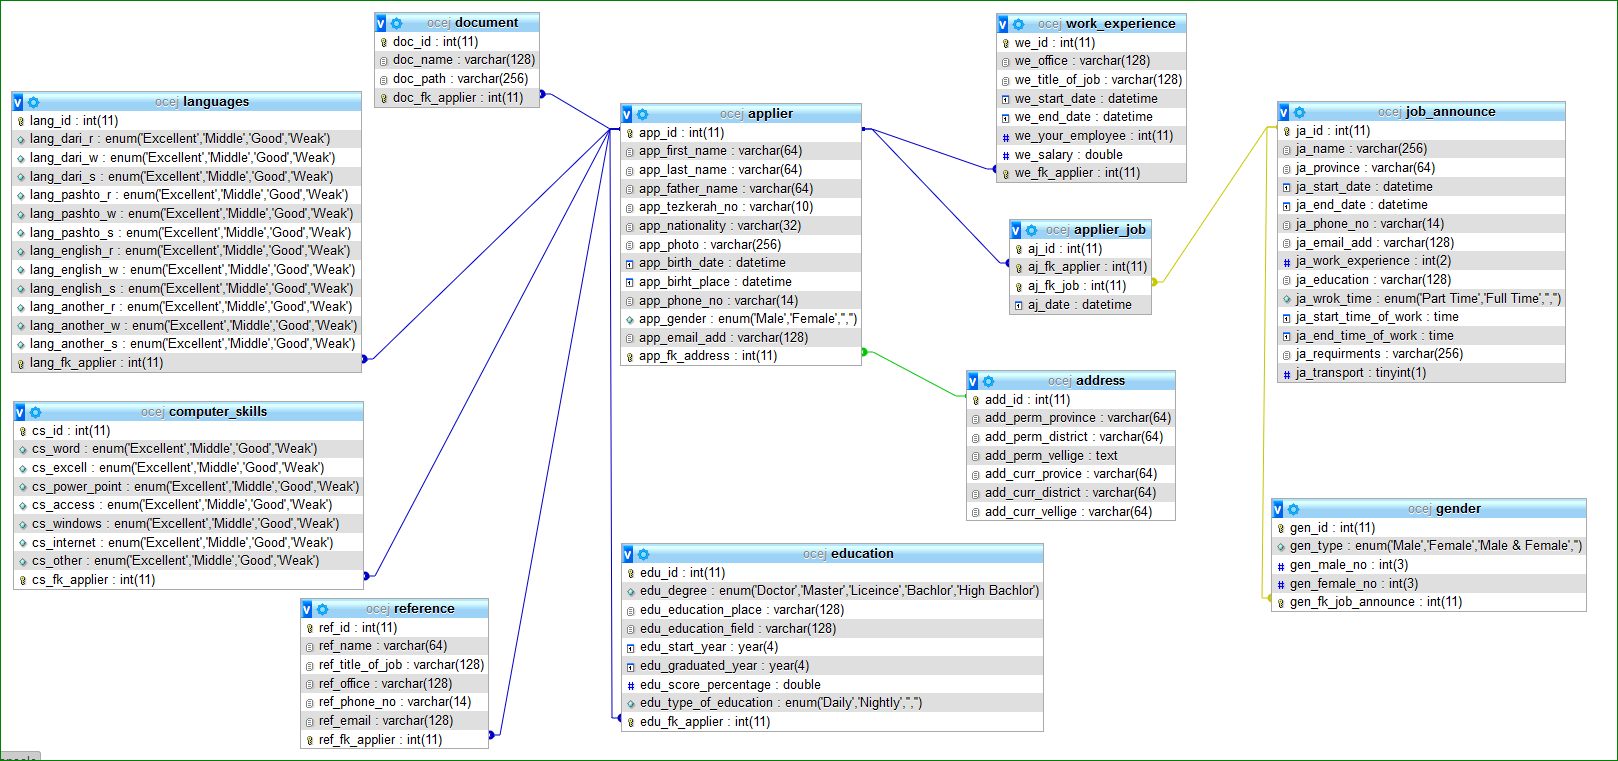 ocej document
doc_id : int(11)
doc_name : varchar(128)
doc_path : varchar(256)
doc_fk_applier : int(11)
ocej languages
lang_id : int(11)
lang_dari_r : enum('Excellent','Middle','Good','Weak')
lang_dari_w : enum('Excellent','Middle','Good','Weak')
lang_dari_s : enum('Excellent','Middle','Good','Weak')
lang_pashto_r : enum('Excellent','Middle','Good','Weak')
lang_pashto_w : enum('Excellent','Middle','Good','Weak')
lang_pashto_s : enum('Excellent','Middle','Good','Weak')
lang_english_r : enum('Excellent','Middle','Good','Weak')
lang_english_w : enum('Excellent','Middle','Good','Weak')
lang_english_s : enum('Excellent','Middle','Good','Weak')
lang_another_r : enum('Excellent','Middle','Good','Weak')
lang_another_w : enum('Excellent','Middle','Good','Weak')
lang_another_s : enum('Excellent','Middle','Good','Weak')
lang_fk_applier : int(11)
ocej computer_skills
cs_id : int(11)
cs_word : enum('Excellent','Middle','Good','Weak')
cs_excell : enum('Excellent','Middle','Good','Weak')
cs_power_point : enum('Excellent','Middle','Good','Weak')
cs_access : enum('Excellent','Middle','Good','Weak')
cs_windows : enum('Excellent','Middle','Good','Weak')
cs_internet : enum('Excellent','Middle','Good','Weak')
cs_other : enum('Excellent','Middle','Good','Weak')
cs_fk_applier : int(11)
ocej reference
ref_id : int(11)
ref_name : varchar(64)
ref_title_of_job : varchar(128)
ref_office : varchar(128)
ref_phone_no : varchar(14)
ref_email : varchar(128)
ref_fk_applier : int(11)
ocej applier
app_id : int(11)
app_first_name : varchar(64)
app_last_name : varchar(64)
app_father_name : varchar(64)
app_tezkerah_no : varchar(10)
app_nationality : varchar(32)
app_photo : varchar(256)
app_birth_date : datetime
app_birht_place : datetime
app_phone_no : varchar(14)
app_gender : enum('Male','Female','','')
app_email_add : varchar(128)
app_fk_address : int(11)
ocej education
edu_id : int(11)
edu_degree : enum('Doctor','Master','Liceince','Bachlor','High Bachlor')
edu_education_place : varchar(128)
edu_education_field : varchar(128)
edu_start_year : year(4)
edu_graduated_year : year(4)
edu_score_percentage : double
edu_type_of_education : enum('Daily','Nightly','','')
edu_fk_applier : int(11)
ocej work_experience
we_id : int(11)
we_office : varchar(128)
we_title_of_job : varchar(128)
we_start_date : datetime
we_end_date : datetime
we_your_employee : int(11)
we_salary : double
we_fk_applier : int(11)
ocej applier_job
aj_id : int(11)
aj_fk_applier : int(11)
aj_fk_job : int(11)
aj_date : datetime
ocej address
add_id : int(11)
add_perm_province : varchar(64)
add_perm_district : varchar(64)
add_perm_vellige : text
add_curr_provice : varchar(64)
add_curr_district : varchar(64)
add_curr_vellige : varchar(64)
ocej job_announce
ja_id : int(11)
ja_name : varchar(256)
ja_province : varchar(64)
ja_start_date : datetime
ja_end_date : datetime
ja_phone_no : varchar(14)
ja_email_add : varchar(128)
ja_work_experience : int(2)
ja_education : varchar(128)
ja_wrok_time : enum('Part Time','Full Time','','')
ja_start_time_of_work : time
ja_end_time_of_work : time
ja_requirments : varchar(256)
ja_transport : tinyint(1)
ocej gender
gen_id : int(11)
gen_type : enum('Male','Female','Male & Female','')
gen_male_no : int(3)
gen_female_no : int(3)
gen_fk_job_announce : int(11)